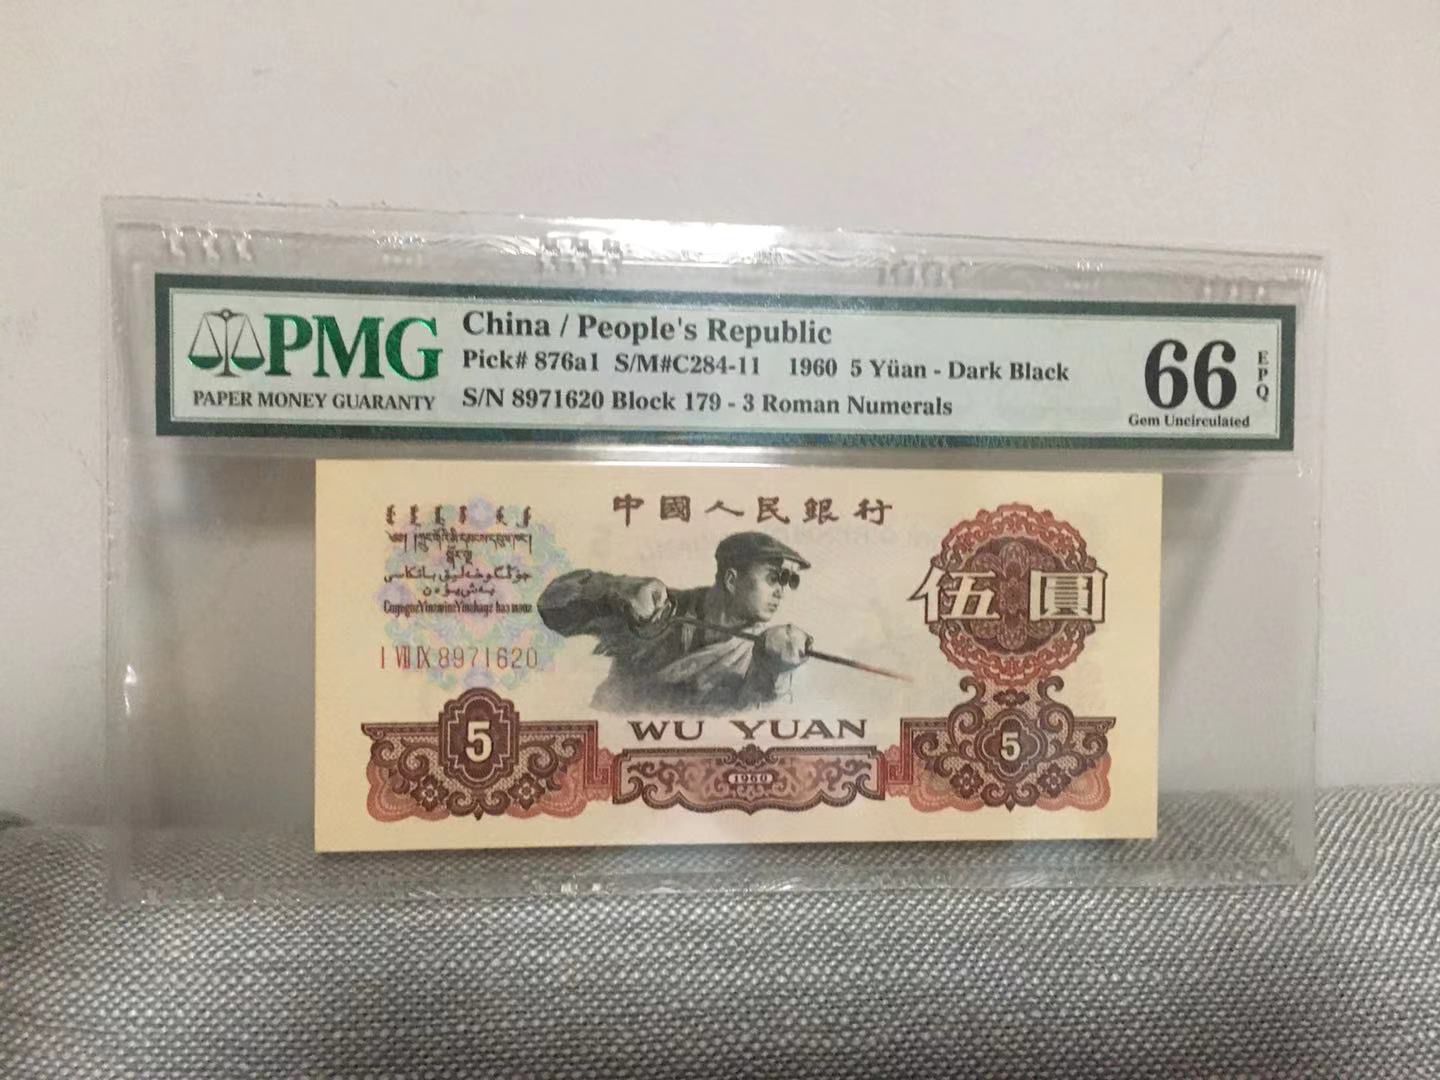 PMG
PAPER MONEY GUARANTY
China / People's Republic
Pick# 876a1 S/M#C284-11 1960 5 Yüan - Dark Black
S/N 8971620 Block 179 - 3 Roman Numerals
66
EPQ
Gem Uncirculated
中國人民銀行
伍圓
I VII IX 8971620
5
WU YUAN
1960
5